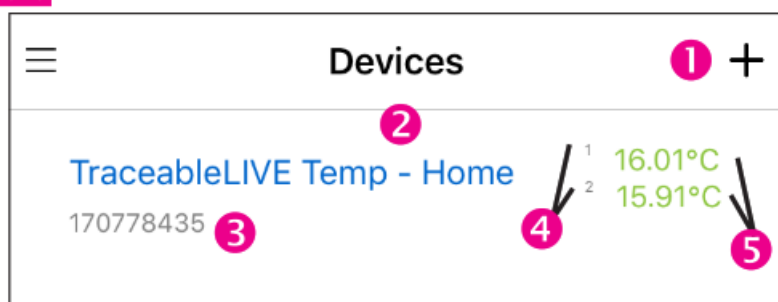 Devices 1 +
2
TraceableLIVE Temp - Home
1 16.01°C
2 15.91°C
170778435 3
4
5